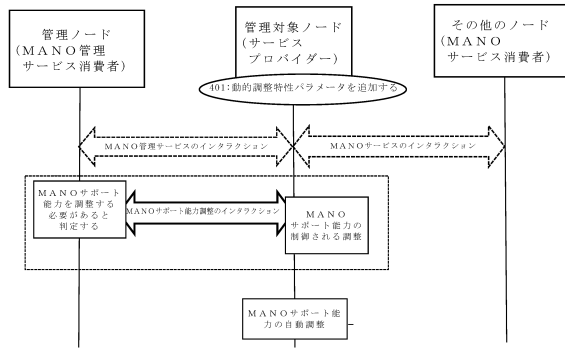 管理ノード
(MANO管理
サービス消費者)
管理対象ノード
(サービス
プロバイダー)
その他のノード
(MANO
サービス消費者)
401:動的調整特性パラメータを追加する
MANO管理サービスのインタラクション
MANOサービスのインタラクション
MANOサポート
能力を調整する
必要があると
判定する
MANOサポート能力調整のインタラクション
MANO
サポート能力の
制御される調整
MANOサポート能
力の自動調整